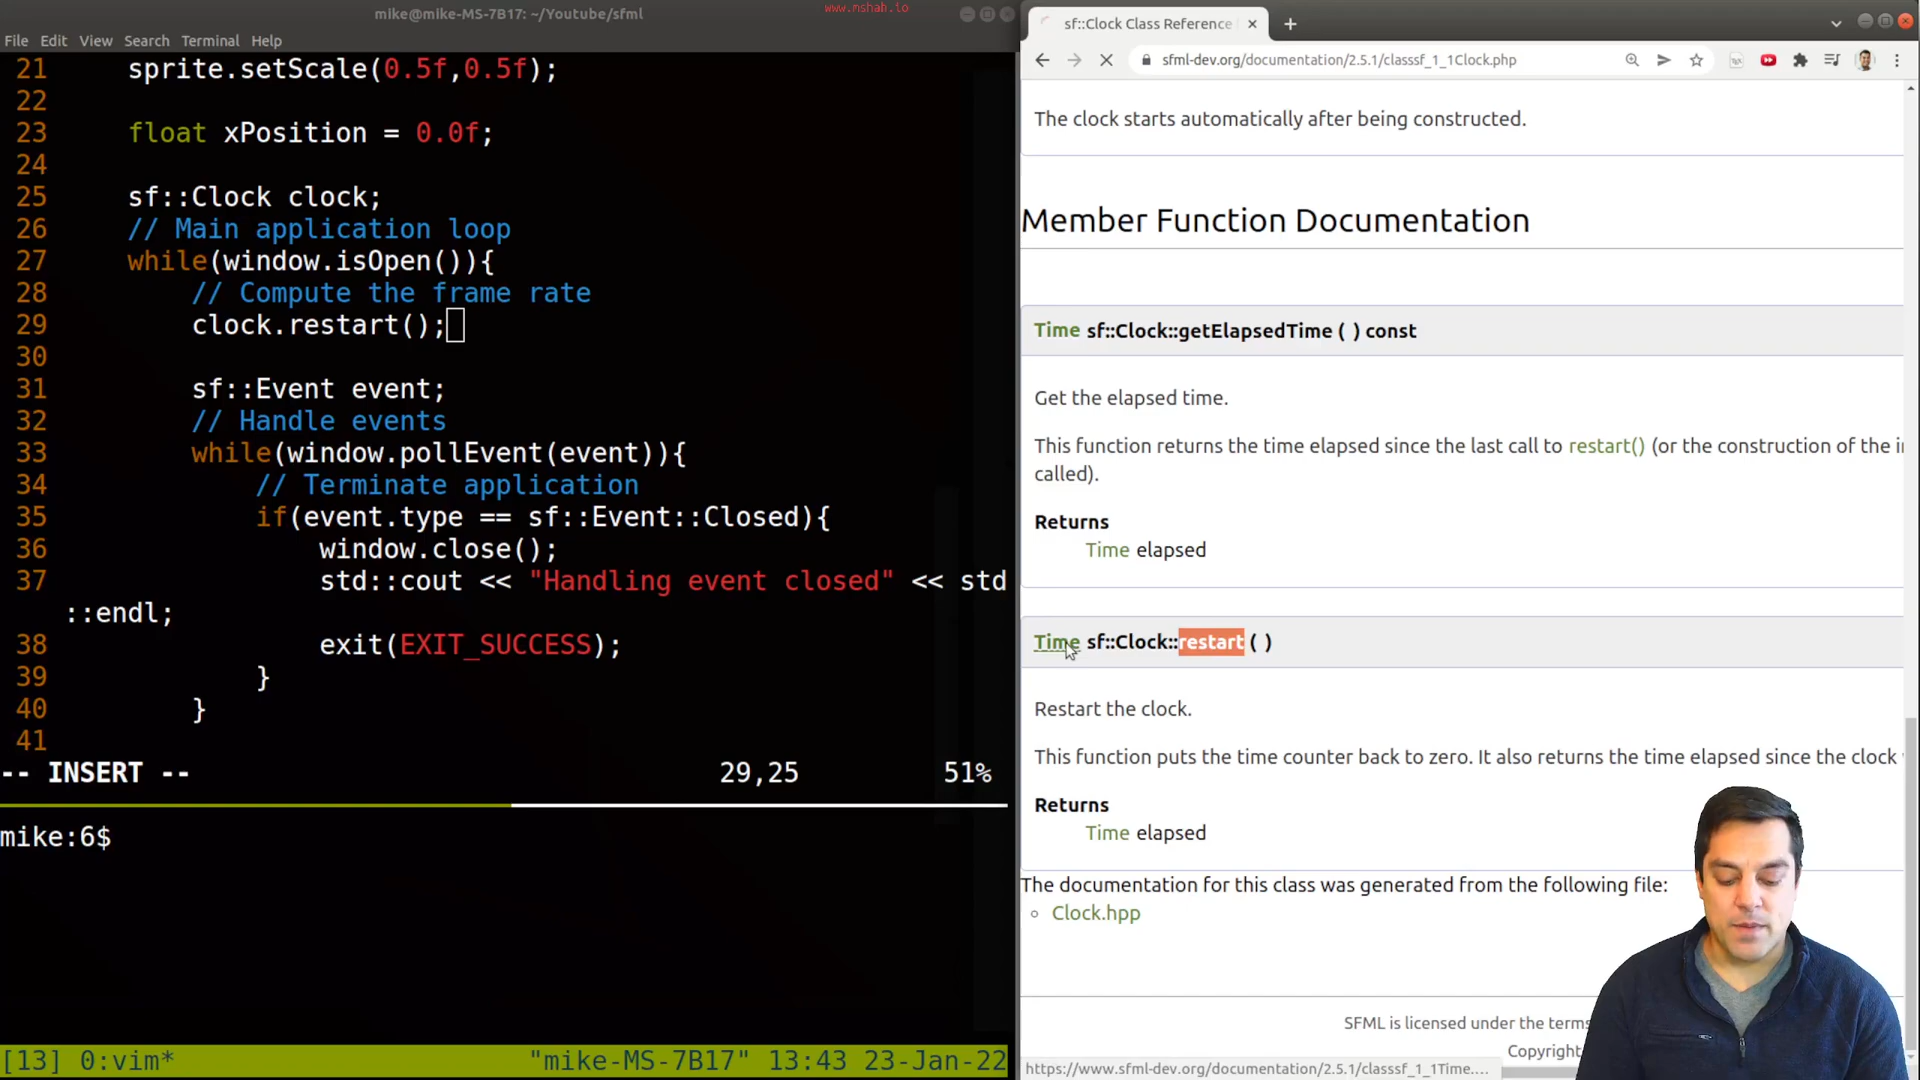 mike@mike-MS-7B17: ~/Youtube/sfml
www.mshah.io
File Edit View Search Terminal Help
21 sprite.setScale(0.5f,0.5f);
22
23 float xPosition = 0.0f;
24
25 sf::Clock clock;
26 // Main application loop
27 while(window.isOpen()){
28 // Compute the frame rate
29 clock.restart();
30
31 sf::Event event;
32 // Handle events
33 while(window.pollEvent(event)){
34 // Terminate application
35 if(event.type == sf::Event::Closed){
36 window.close();
37 std::cout << "Handling event closed" << std
::endl;
38 exit(EXIT_SUCCESS);
39 }
40 }
41
-- INSERT -- 29,25 51%
mike:6$
[13] 0:vim* "mike-MS-7B17" 13:43 23-Jan-22
sf::Clock Class Reference
sfml-dev.org/documentation/2.5.1/classsf_1_1Clock.php
The clock starts automatically after being constructed.
Member Function Documentation
Time sf::Clock::getElapsedTime ( ) const
Get the elapsed time.
This function returns the time elapsed since the last call to restart() (or the construction of the i
called).
Returns
Time elapsed
Time sf::Clock::restart ( )
Restart the clock.
This function puts the time counter back to zero. It also returns the time elapsed since the clock
Returns
Time elapsed
The documentation for this class was generated from the following file:
Clock.hpp
SFML is licensed under the terms
Copyright
https://www.sfml-dev.org/documentation/2.5.1/classsf_1_1Time....